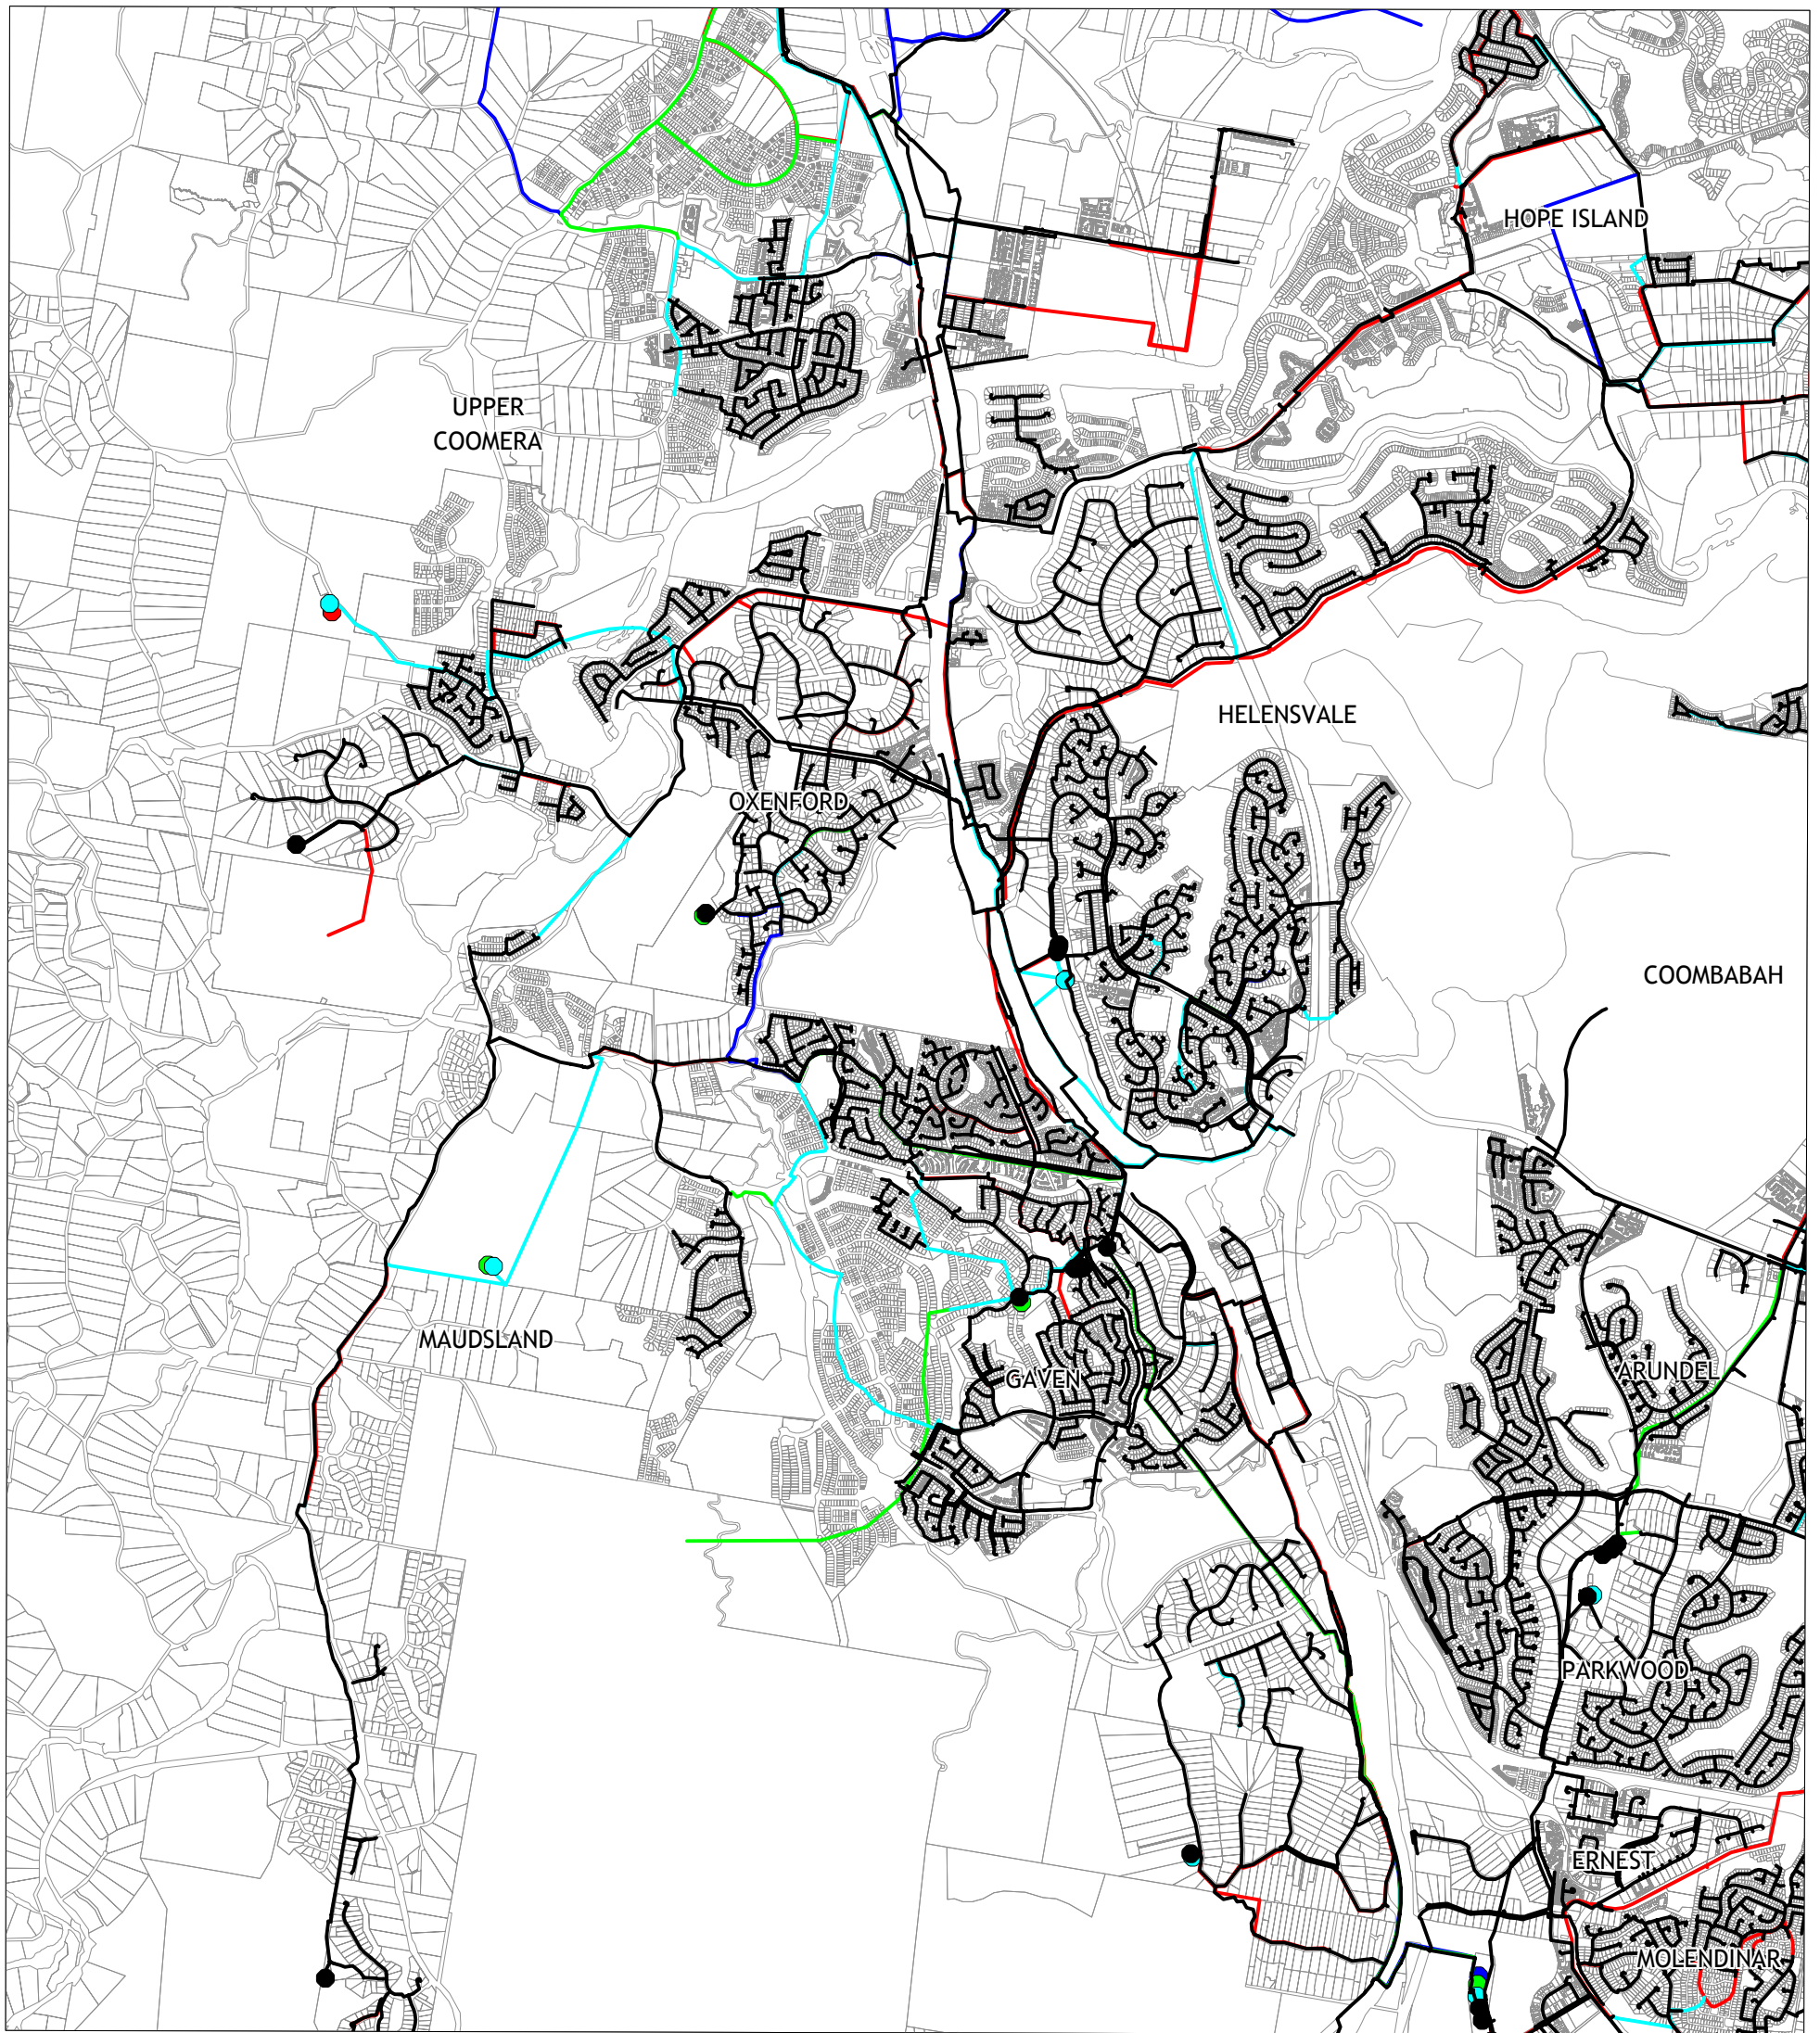 HOPE ISLAND
UPPER
COOMERA
HELENSVALE
OXENFORD
COOMBABAH
MAUDSLAND
GAVEN
ARUNDEL
PARKWOOD
ERNEST
MOLENDINAR